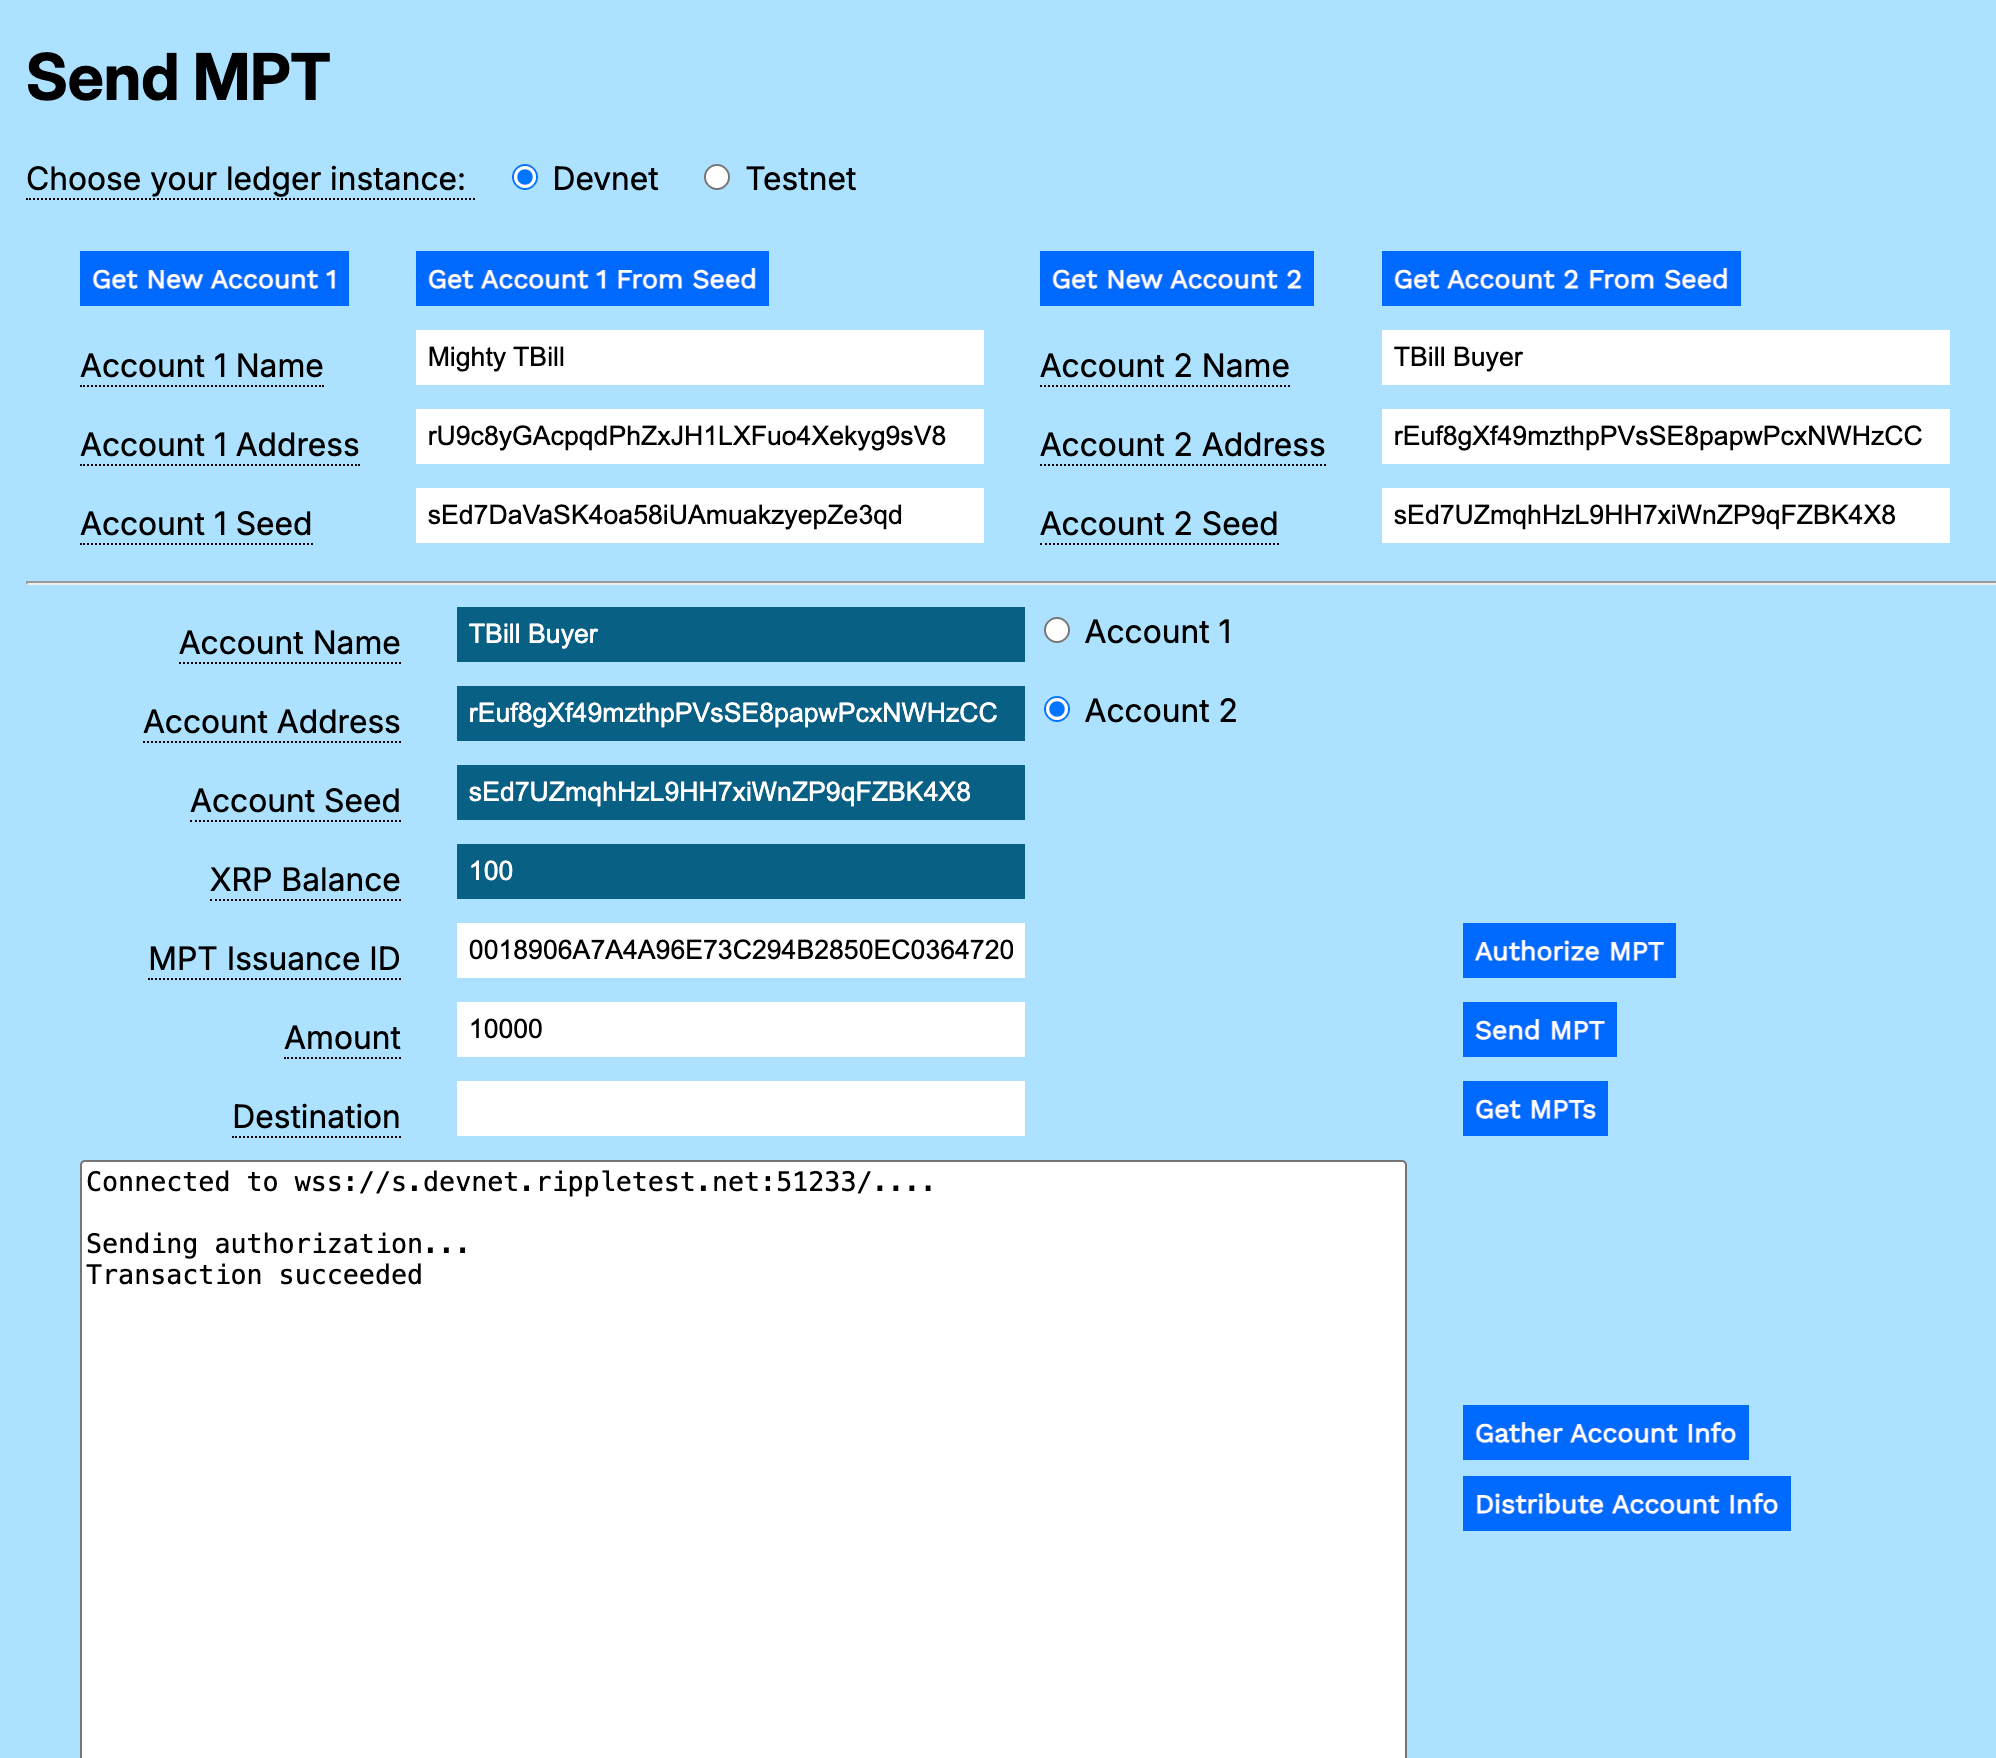 Send MPT
Choose your ledger instance: Devnet Testnet
Get New Account 1 Get Account 1 From Seed Get New Account 2 Get Account 2 From Seed
Account 1 Name Mighty TBill Account 2 Name TBill Buyer
Account 1 Address rU9c8yGAcpqdPhZxJH1LXFuo4Xekyg9sV8 Account 2 Address rEuf8gXf49mzthpPVsSE8papwPcxNWHzCC
Account 1 Seed sEd7DaVaSK4oa58iUAmuakzyepZe3qd Account 2 Seed sEd7UZmqhHzL9HH7xiWnZP9qFZBK4X8
Account Name TBill Buyer Account 1
Account Address rEuf8gXf49mzthpPVsSE8papwPcxNWHzCC Account 2
Account Seed sEd7UZmqhHzL9HH7xiWnZP9qFZBK4X8
XRP Balance 100
MPT Issuance ID 0018906A7A4A96E73C294B2850EC0364720 Authorize MPT
Amount 10000 Send MPT
Destination Get MPTs
Connected to wss://s.devnet.rippletest.net:51233/....
Sending authorization...
Transaction succeeded
Gather Account Info
Distribute Account Info